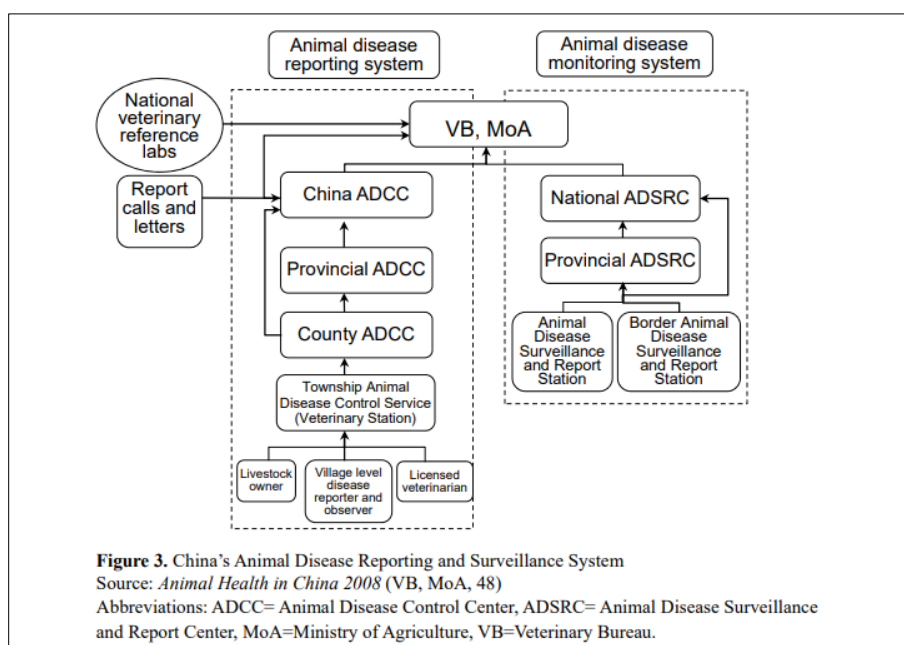 Animal disease
reporting system
Animal disease
monitoring system
National
veterinary
reference
labs
VB, MoA
Report
calls and
letters
China ADCC
National ADSRC
Provincial ADCC
Provincial ADSRC
County ADCC
Animal
Disease
Surveillance
and Report
Station
Border Animal
Disease
Surveillance
and Report
Station
Township Animal
Disease Control Service
(Veterinary Station)
Livestock
owner
Village level
disease
reporter and
observer
Licensed
veterinarian
Figure 3. China's Animal Disease Reporting and Surveillance System
Source: Animal Health in China 2008 (VB, MoA, 48)
Abbreviations: ADCC= Animal Disease Control Center, ADSRC= Animal Disease Surveillance
and Report Center, MoA=Ministry of Agriculture, VB=Veterinary Bureau.